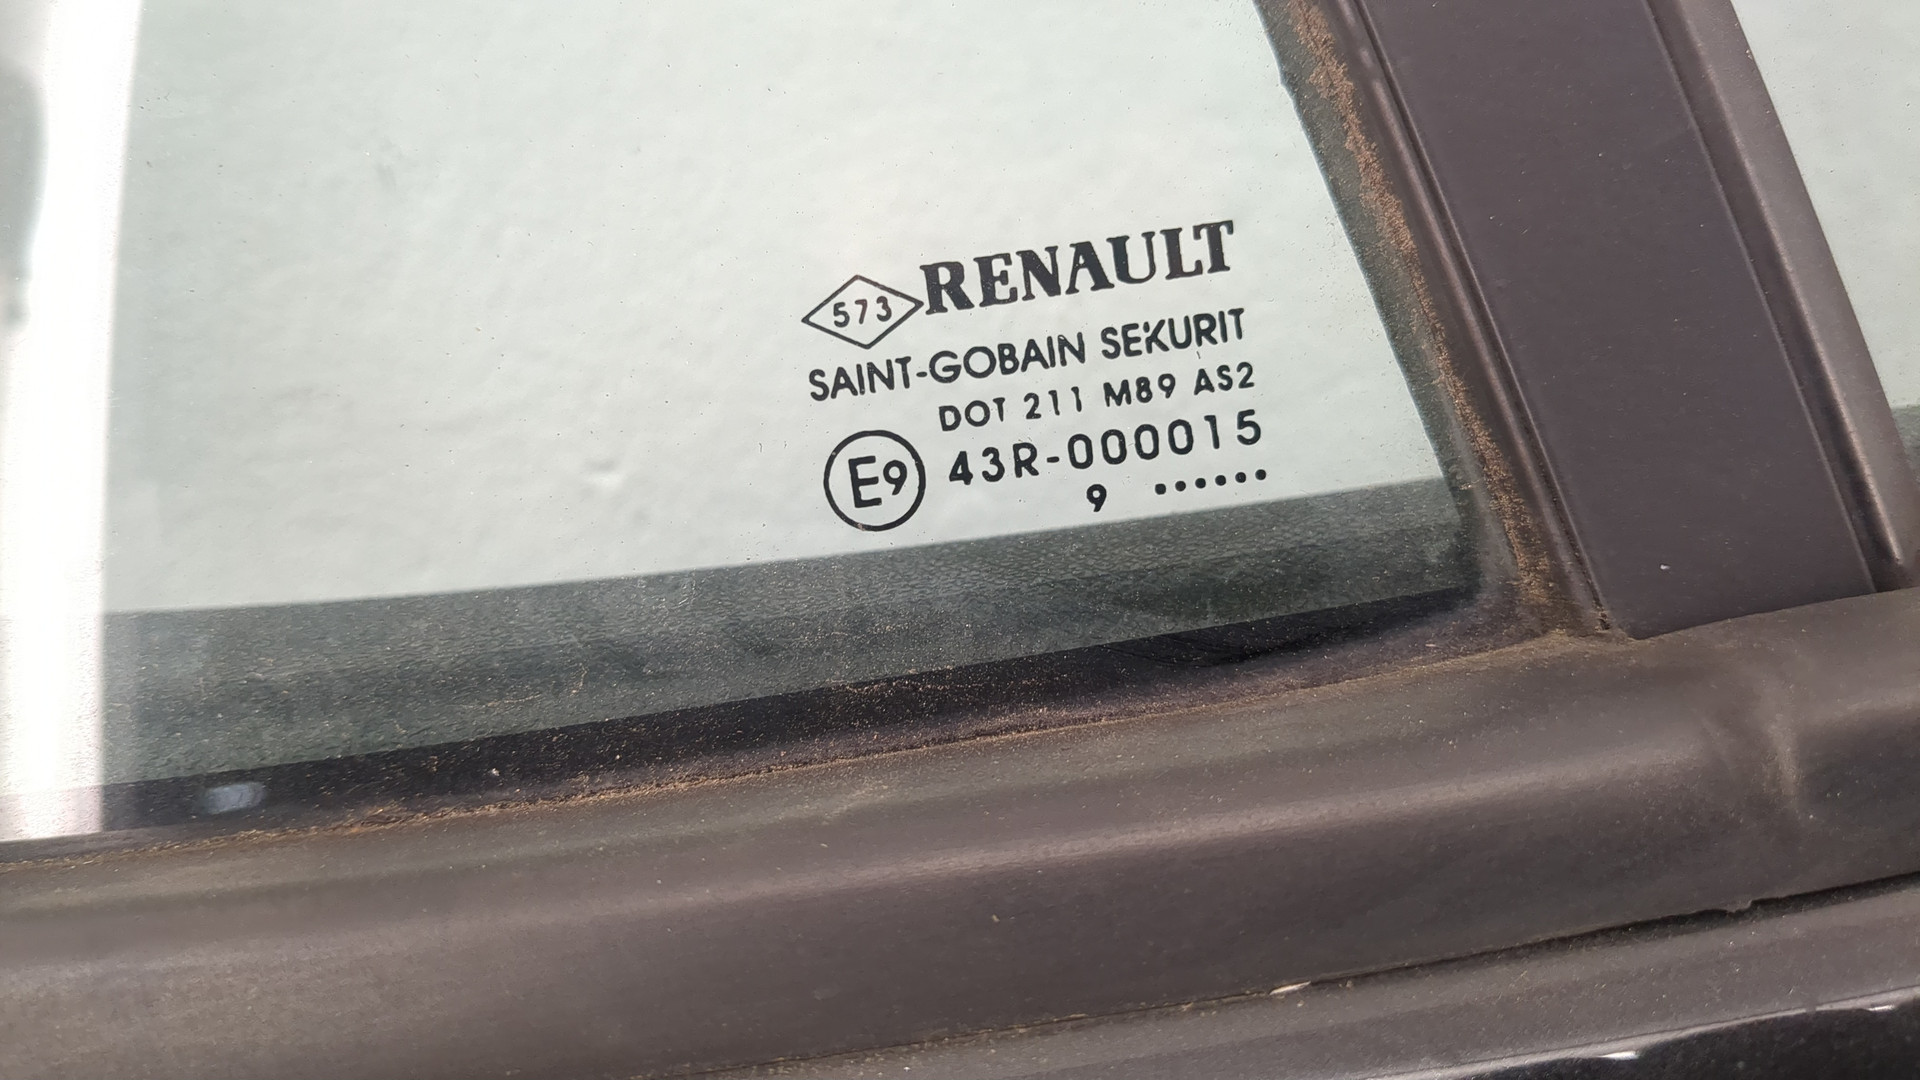 573 RENAULT
SAINT-GOBAIN SEKURIT
DOT 211 M89 AS2
E9 43R-000015
9 ......